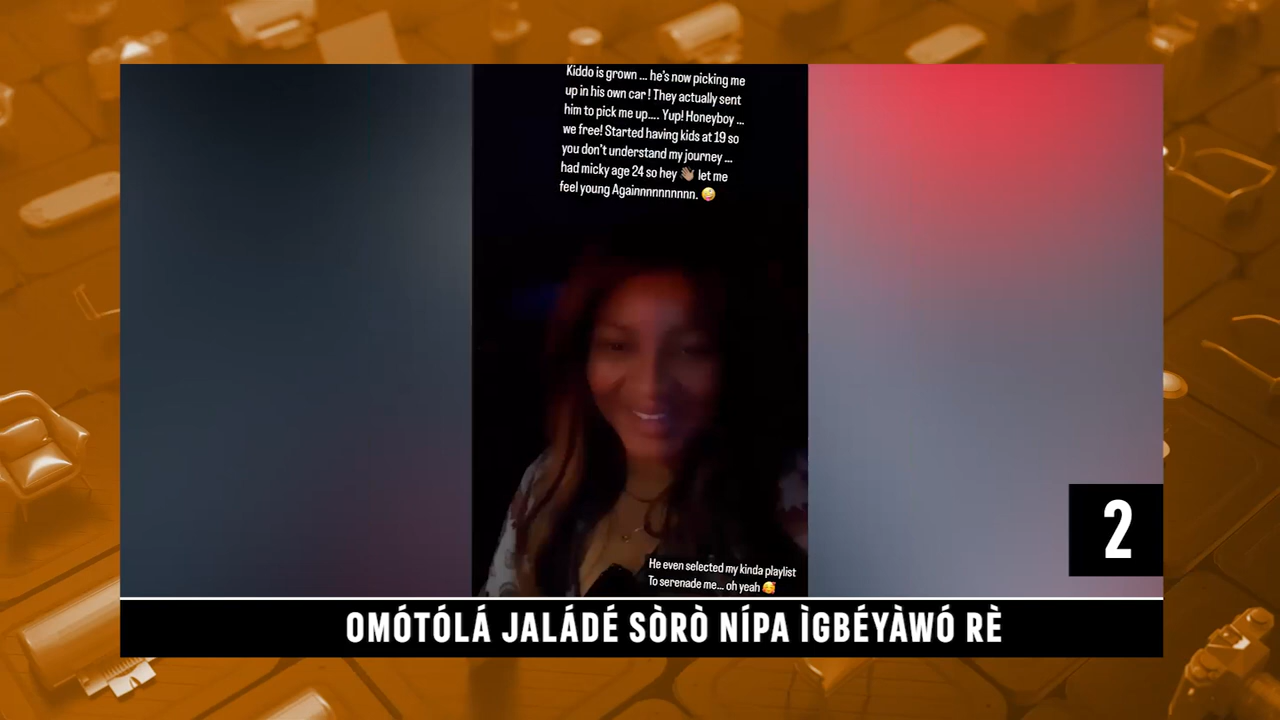 Kiddo is grown ... he's now picking me
up in his own car ! They actually sent
him to pick me up.... Yup! Honeyboy ...
we free! Started having kids at 19 so
you don't understand my journey ...
had micky age 24 so hey 👋🏽 let me
feel young Againnnnnnnnnn. 🤪
He even selected my kinda playlist
To serenade me... oh yeah 🥰
2
OMÓTÓLÁ JALÁDÉ SÒRÒ NÍPA ÌGBÉYÀWÓ RÈ